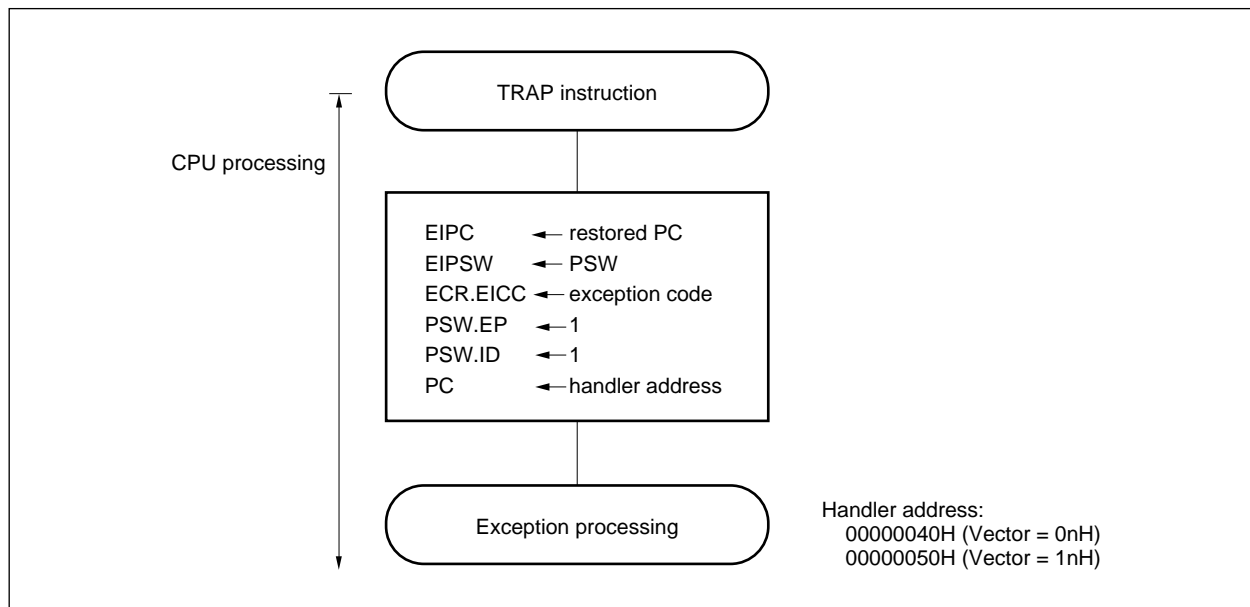 TRAP instruction
CPU processing
EIPC ← restored PC
EIPSW ← PSW
ECR.EICC ← exception code
PSW.EP ← 1
PSW.ID ← 1
PC ← handler address
Exception processing
Handler address:
00000040H (Vector = 0nH)
00000050H (Vector = 1nH)